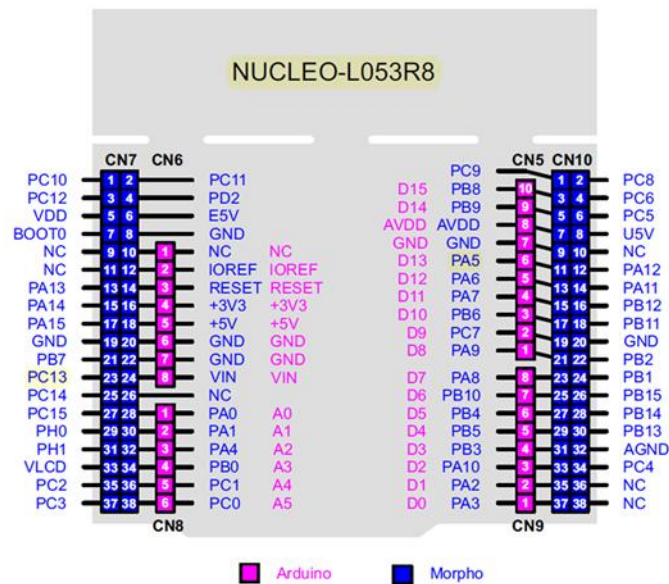 NUCLEO-L053R8
CN7 CN6 CN5 CN10
PC9
PC10 1 2 PC11 D15 PB8 10 1 2 PC8
PC12 3 4 PD2 D14 PB9 9 3 4 PC6
VDD 5 6 E5V AVDD AVDD 8 5 6 PC5
BOOT0 7 8 GND GND GND 7 7 8 U5V
NC 9 10 1 NC NC D13 PA5 6 9 10 NC
NC 11 12 2 IOREF IOREF D12 PA6 5 11 12 PA12
PA13 13 14 3 RESET RESET D11 PA7 4 13 14 PA11
PA14 15 16 4 +3V3 +3V3 D10 PB6 3 15 16 PB12
PA15 17 18 5 +5V +5V D9 PC7 2 17 18 PB11
GND 19 20 6 GND GND D8 PA9 1 19 20 GND
PB7 21 22 7 GND GND 21 22 PB2
PC13 23 24 8 VIN VIN D7 PA8 8 23 24 PB1
PC14 25 26 NC D6 PB10 7 25 26 PB15
PC15 27 28 1 PA0 A0 D5 PB4 6 27 28 PB14
PH0 29 30 2 PA1 A1 D4 PB5 5 29 30 PB13
PH1 31 32 3 PA4 A2 D3 PB3 4 31 32 AGND
VLCD 33 34 4 PB0 A3 D2 PA10 3 33 34 PC4
PC2 35 36 5 PC1 A4 D1 PA2 2 35 36 NC
PC3 37 38 6 PC0 A5 D0 PA3 1 37 38 NC
CN8 CN9
Arduino Morpho